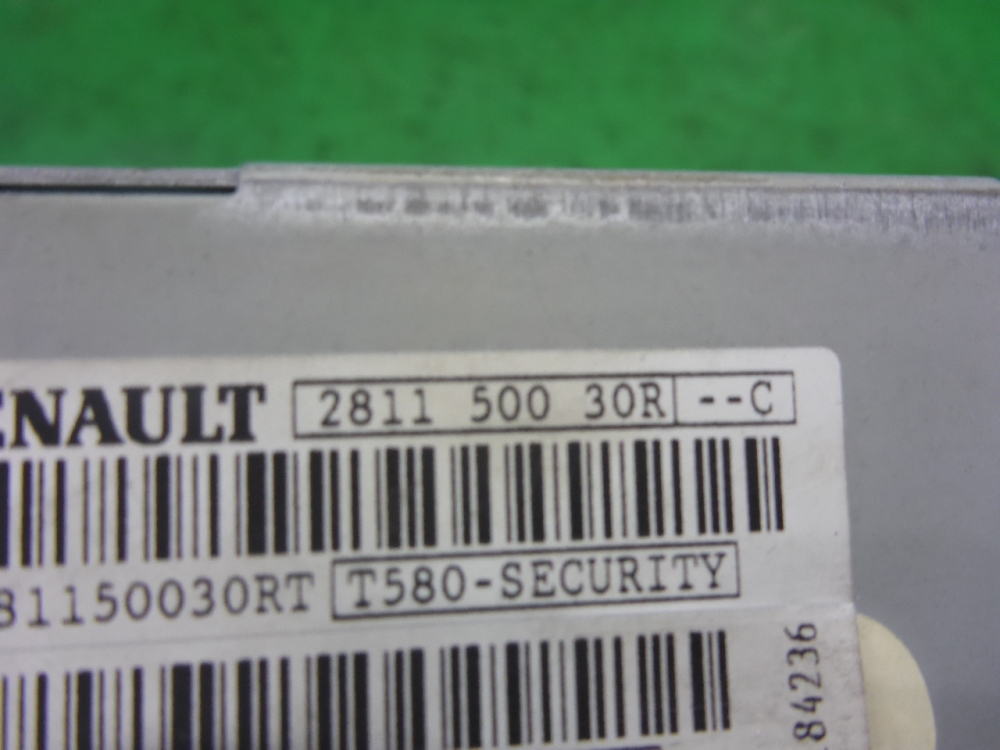 ENAULT 2811 500 30R --C
81150030RT T580-SECURITY
84236